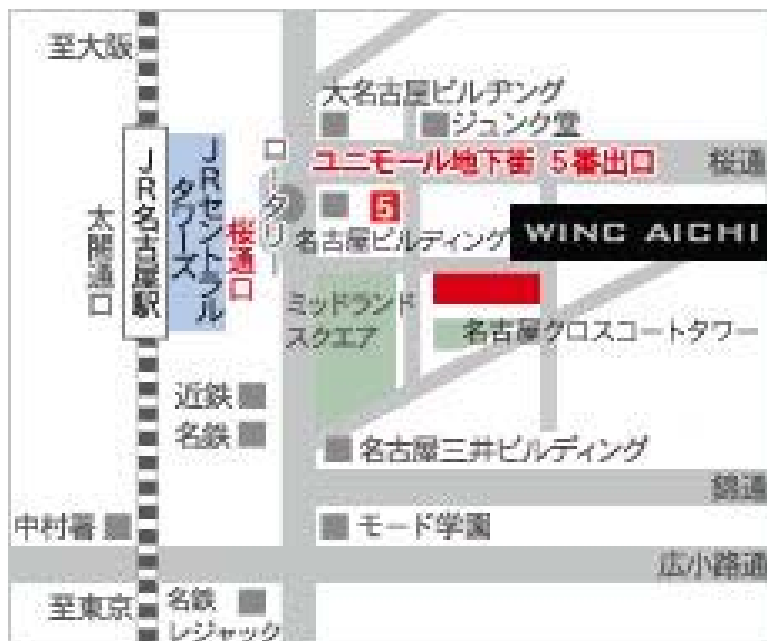 至大阪
大名古屋ビルヂング
ジュンク堂
ユニモール地下街 5番出口
桜通
JR名古屋駅
JRセントラル
タワーズ
桜通口
ロータリー
太閤通口
5
名古屋ビルディング
WINC AICHI
ミッドランド
スクエア
名古屋クロスコートタワー
近鉄
名鉄
名古屋三井ビルディング
錦通
中村署
モード学園
広小路通
至東京
名鉄
レジャック